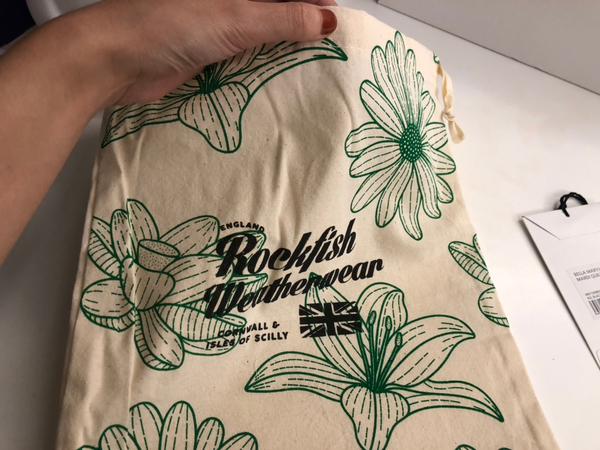 ENGLAND
Rockfish
Weatherwear
CORNWALL &
ISLES OF SCILLY